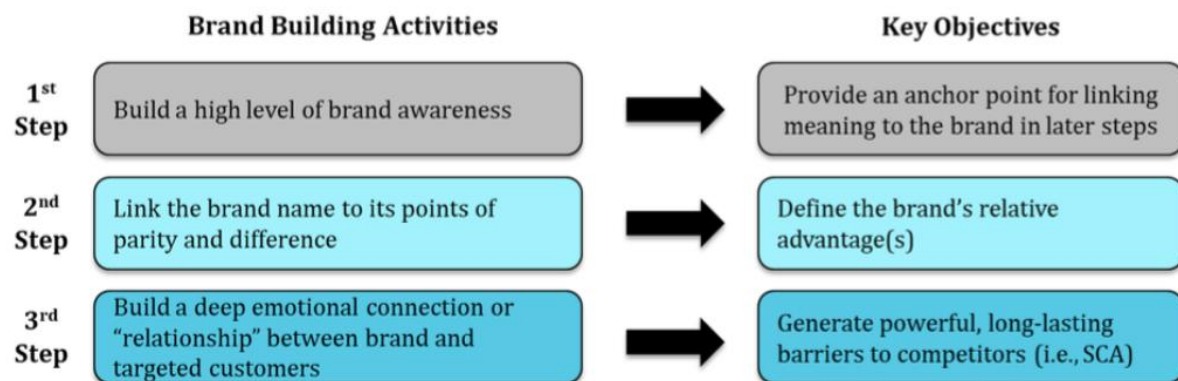 Brand Building Activities
Key Objectives
1st
Step
Build a high level of brand awareness
Provide an anchor point for linking
meaning to the brand in later steps
2nd
Step
Link the brand name to its points of
parity and difference
Define the brand’s relative
advantage(s)
3rd
Step
Build a deep emotional connection or
“relationship” between brand and
targeted customers
Generate powerful, long-lasting
barriers to competitors (i.e., SCA)